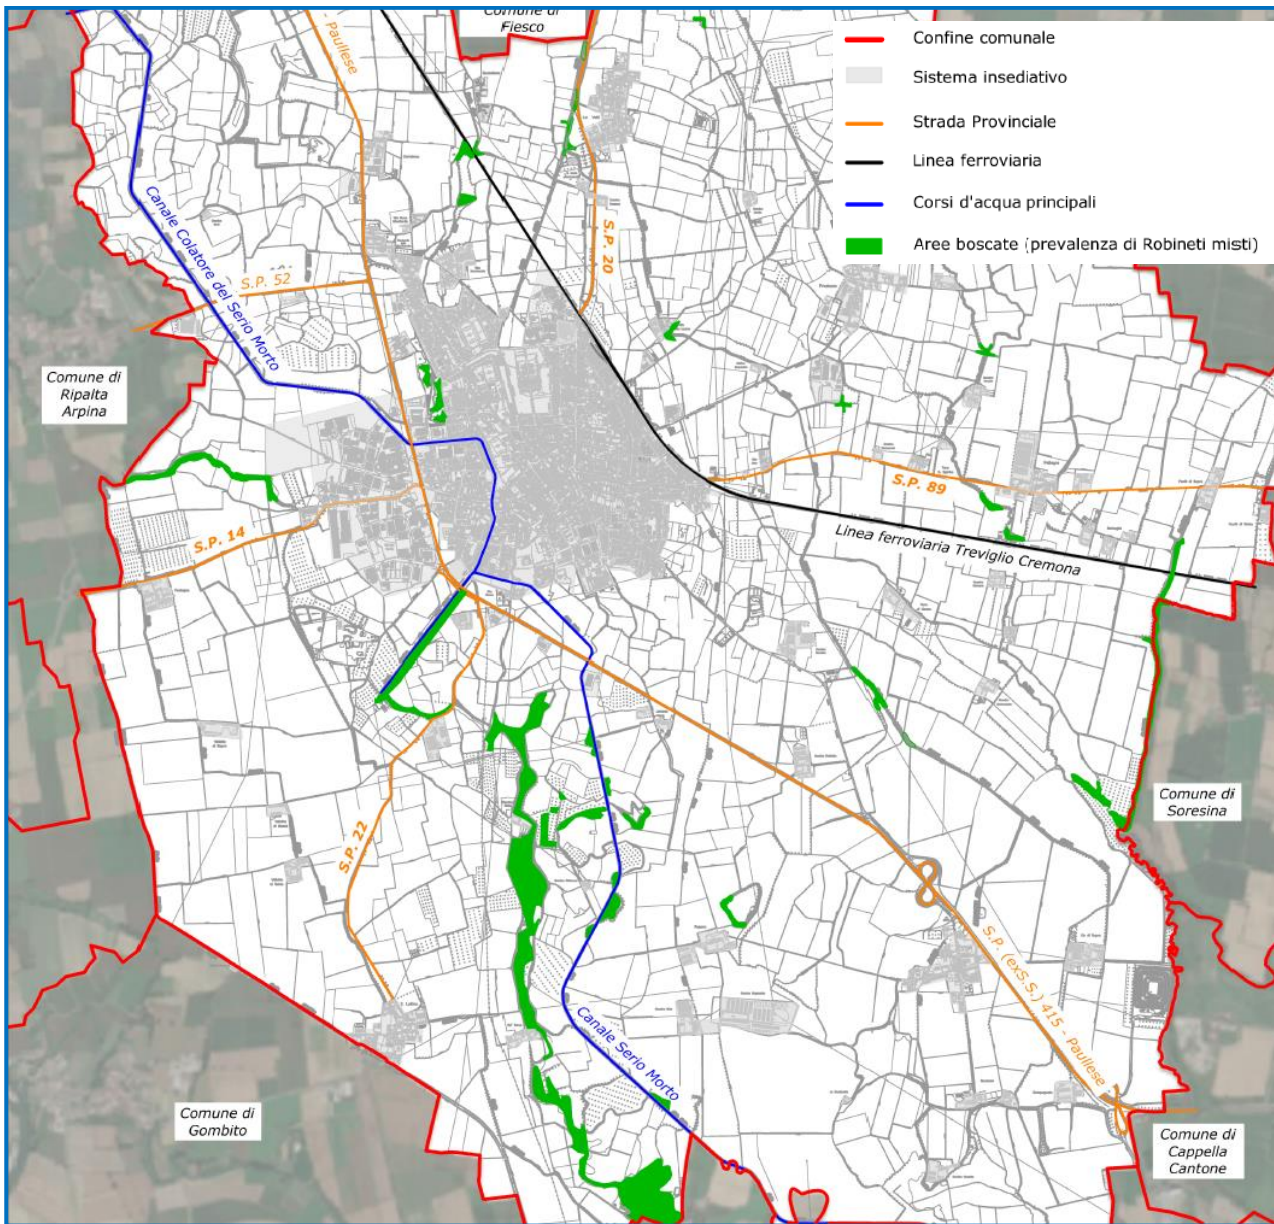 Comune di
Fiesco
Confine comunale
Sistema insediativo
Strada Provinciale
Linea ferroviaria
Corsi d'acqua principali
Aree boscate (prevalenza di Robineti misti)
- Paullese
Canale Colatore del Serio Morto
S.P. 52
S.P. 20
Comune di
Ripalta
Arpina
S.P. 89
S.P. 14
Linea ferroviaria Treviglio Cremona
Comune di
Soresina
S.P. 22
S.P. (exS.S.) 415 - Paullese
Canale Serio Morto
Comune di
Gombito
Comune di
Cappella
Cantone